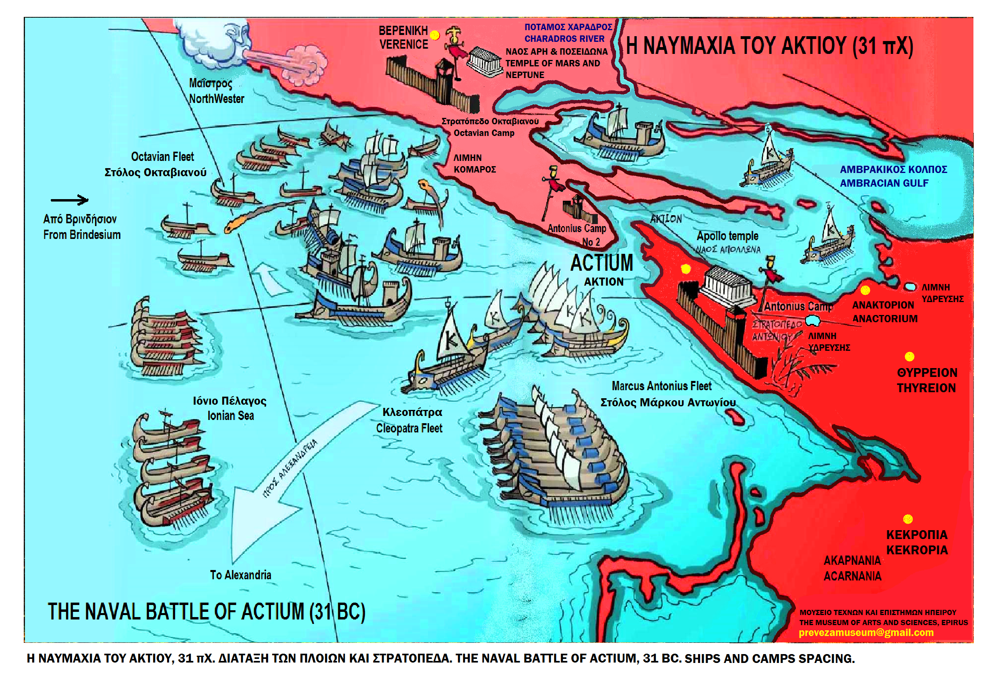 ΒΕΡΕΝΙΚΗ
VERENICE
ΠΟΤΑΜΟΣ ΧΑΡΑΔΡΟΣ
CHARADROS RIVER
ΝΑΟΣ ΑΡΗ & ΠΟΣΕΙΔΩΝΑ
TEMPLE OF MARS AND
NEPTUNE
Η ΝΑΥΜΑΧΙΑ ΤΟΥ ΑΚΤΙΟΥ (31 πΧ)
Μαΐστρος
NorthWester
Στρατόπεδο Οκταβιανού
Octavian Camp
Octavian Fleet
Στόλος Οκταβιανού
ΛΙΜΗΝ
ΚΟΜΑΡΟΣ
K
ΑΜΒΡΑΚΙΚΟΣ ΚΟΛΠΟΣ
AMBRACIAN GULF
Από Βρινδήσιον
From Brindesium
Antonius Camp
No 2
ΑΚΤΙΟΝ
K
Apollo temple
ΝΑΟΣ ΑΠΟΛΛΩΝΑ
ACTIUM
ΑΚΤΙΟΝ
ΛΙΜΝΗ
ΥΔΡΕΥΣΗΣ
ΑΝΑΚΤΟΡΙΟΝ
ANACTORIUM
Antonius Camp
ΣΤΡΑΤΟΠΕΔΟ
ΑΝΤΩΝΙΟΥ
ΛΙΜΝΗ
ΥΔΡΕΥΣΗΣ
K
K
K
K
ΘΥΡΡΕΙΟΝ
THYREION
Marcus Antonius Fleet
Στόλος Μάρκου Αντωνίου
Ιόνιο Πέλαγος
Ionian Sea
Κλεοπάτρα
Cleopatra Fleet
ΠΡΟΣ ΑΛΕΞΑΝΔΡΕΙΑ
To Alexandria
ΚΕΚΡΟΠΙΑ
KEKROPIA
ΑΚΑΡΝΑΝΙΑ
ACARNANIA
THE NAVAL BATTLE OF ACTIUM (31 BC)
ΜΟΥΣΕΙΟ ΤΕΧΝΩΝ ΚΑΙ ΕΠΙΣΤΗΜΩΝ ΗΠΕΙΡΟΥ
THE MUSEUM OF ARTS AND SCIENCES, EPIRUS
prevezamuseum@gmail.com
Η ΝΑΥΜΑΧΙΑ ΤΟΥ ΑΚΤΙΟΥ, 31 πΧ. ΔΙΑΤΑΞΗ ΤΩΝ ΠΛΟΙΩΝ ΚΑΙ ΣΤΡΑΤΟΠΕΔΑ. THE NAVAL BATTLE OF ACTIUM, 31 BC. SHIPS AND CAMPS SPACING.